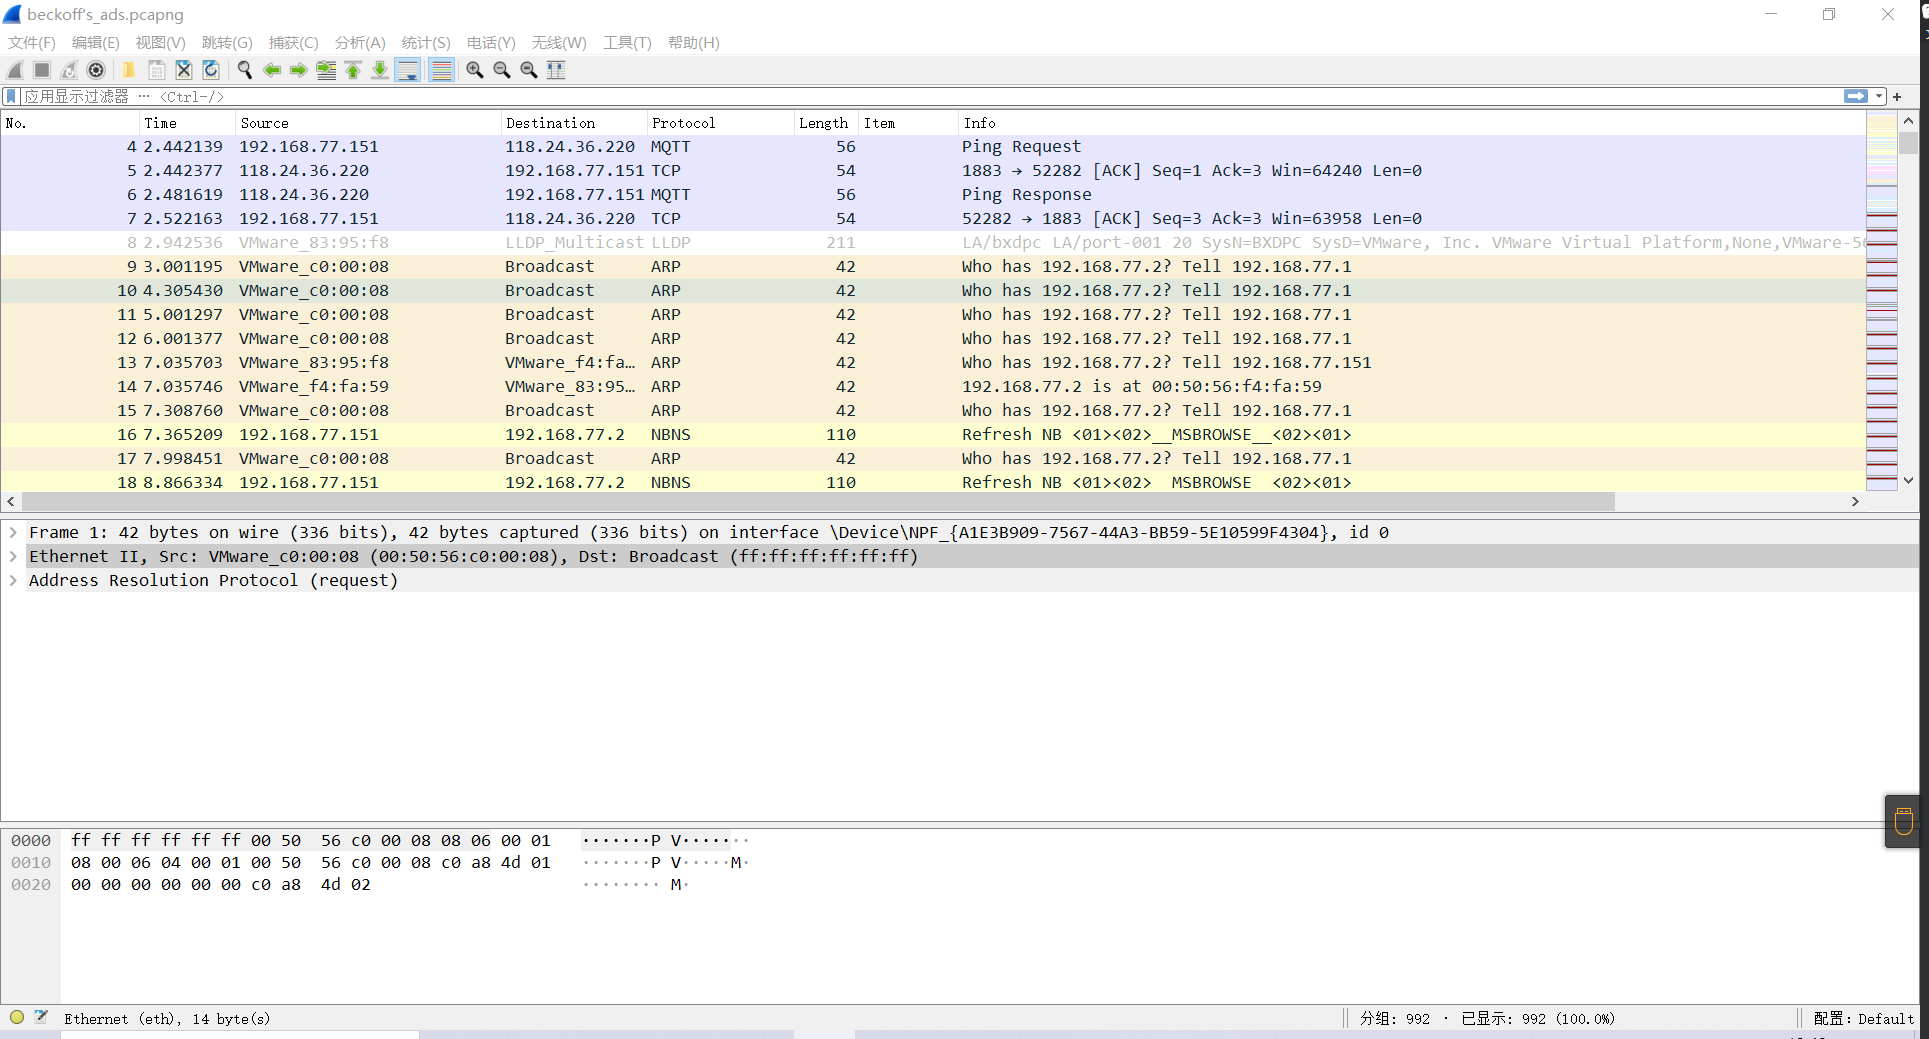 beckoff's_ads.pcapng
文件(F) 编辑(E) 视图(V) 跳转(G) 捕获(C) 分析(A) 统计(S) 电话(Y) 无线(W) 工具(T) 帮助(H)
应用显示过滤器 … <Ctrl-/>
No. Time Source Destination Protocol Length Item Info
4 2.442139 192.168.77.151 118.24.36.220 MQTT 56 Ping Request
5 2.442377 118.24.36.220 192.168.77.151 TCP 54 1883 → 52282 [ACK] Seq=1 Ack=3 Win=64240 Len=0
6 2.481619 118.24.36.220 192.168.77.151 MQTT 56 Ping Response
7 2.522163 192.168.77.151 118.24.36.220 TCP 54 52282 → 1883 [ACK] Seq=3 Ack=3 Win=63958 Len=0
8 2.942536 VMware_83:95:f8 LLDP_Multicast LLDP 211 LA/bxdpc LA/port-001 20 SysN=BXDPC SysD=VMware, Inc. VMware Virtual Platform,None,VMware-56
9 3.001195 VMware_c0:00:08 Broadcast ARP 42 Who has 192.168.77.2? Tell 192.168.77.1
10 4.305430 VMware_c0:00:08 Broadcast ARP 42 Who has 192.168.77.2? Tell 192.168.77.1
11 5.001297 VMware_c0:00:08 Broadcast ARP 42 Who has 192.168.77.2? Tell 192.168.77.1
12 6.001377 VMware_c0:00:08 Broadcast ARP 42 Who has 192.168.77.2? Tell 192.168.77.1
13 7.035703 VMware_83:95:f8 VMware_f4:fa… ARP 42 Who has 192.168.77.2? Tell 192.168.77.151
14 7.035746 VMware_f4:fa:59 VMware_83:95… ARP 42 192.168.77.2 is at 00:50:56:f4:fa:59
15 7.308760 VMware_c0:00:08 Broadcast ARP 42 Who has 192.168.77.2? Tell 192.168.77.1
16 7.365209 192.168.77.151 192.168.77.2 NBNS 110 Refresh NB <01><02>__MSBROWSE__<02><01>
17 7.998451 VMware_c0:00:08 Broadcast ARP 42 Who has 192.168.77.2? Tell 192.168.77.1
18 8.866334 192.168.77.151 192.168.77.2 NBNS 110 Refresh NB <01><02>__MSBROWSE__<02><01>
Frame 1: 42 bytes on wire (336 bits), 42 bytes captured (336 bits) on interface \Device\NPF_{A1E3B909-7567-44A3-BB59-5E10599F4304}, id 0
Ethernet II, Src: VMware_c0:00:08 (00:50:56:c0:00:08), Dst: Broadcast (ff:ff:ff:ff:ff:ff)
Address Resolution Protocol (request)
0000 ff ff ff ff ff ff 00 50 56 c0 00 08 08 06 00 01 ·······P V·······
0010 08 00 06 04 00 01 00 50 56 c0 00 08 c0 a8 4d 01 ·······P V·····M·
0020 00 00 00 00 00 00 c0 a8 4d 02 ········ M·
Ethernet (eth), 14 byte(s) 分组: 992 · 已显示: 992 (100.0%) 配置: Default